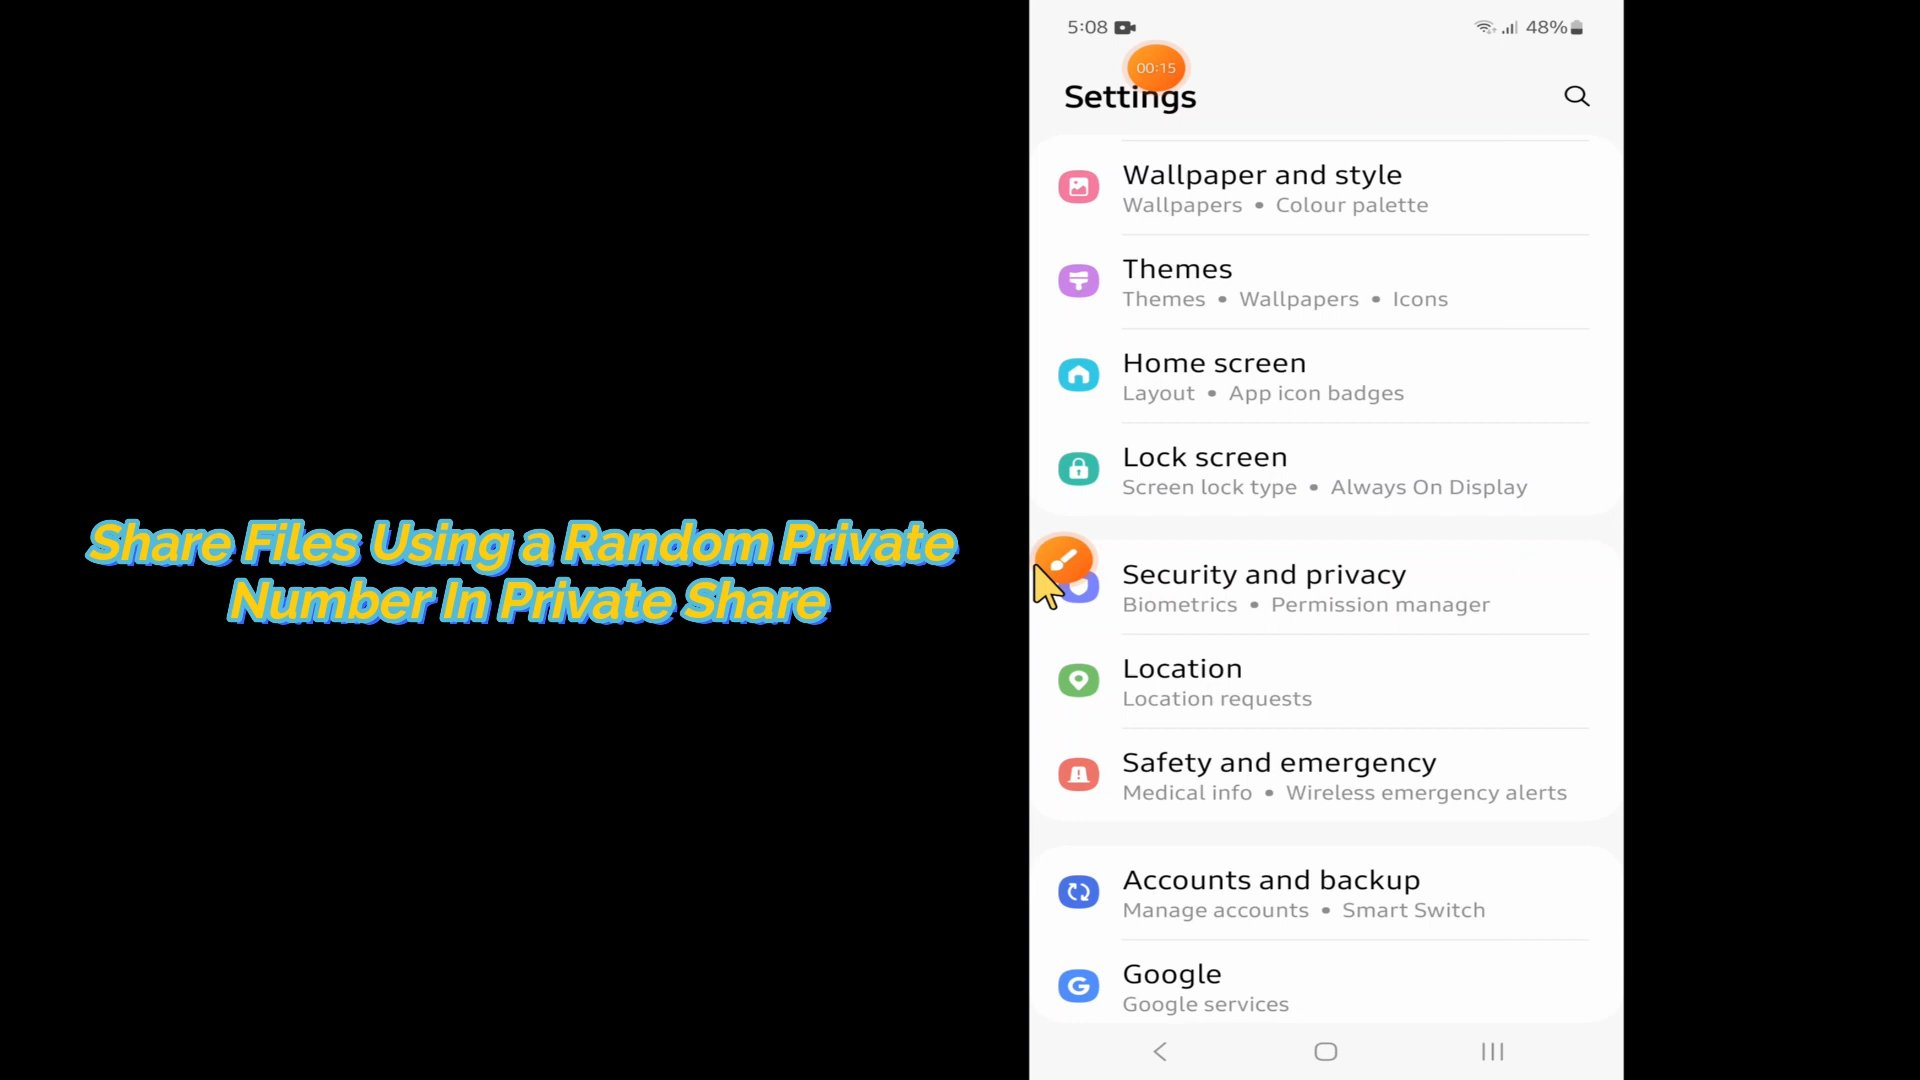 Share Files Using a Random Private
Number In Private Share
5:08
48%
00:15
Settings
Wallpaper and style
Wallpapers • Colour palette
Themes
Themes • Wallpapers • Icons
Home screen
Layout • App icon badges
Lock screen
Screen lock type • Always On Display
Security and privacy
Biometrics • Permission manager
Location
Location requests
Safety and emergency
Medical info • Wireless emergency alerts
Accounts and backup
Manage accounts • Smart Switch
Google
Google services